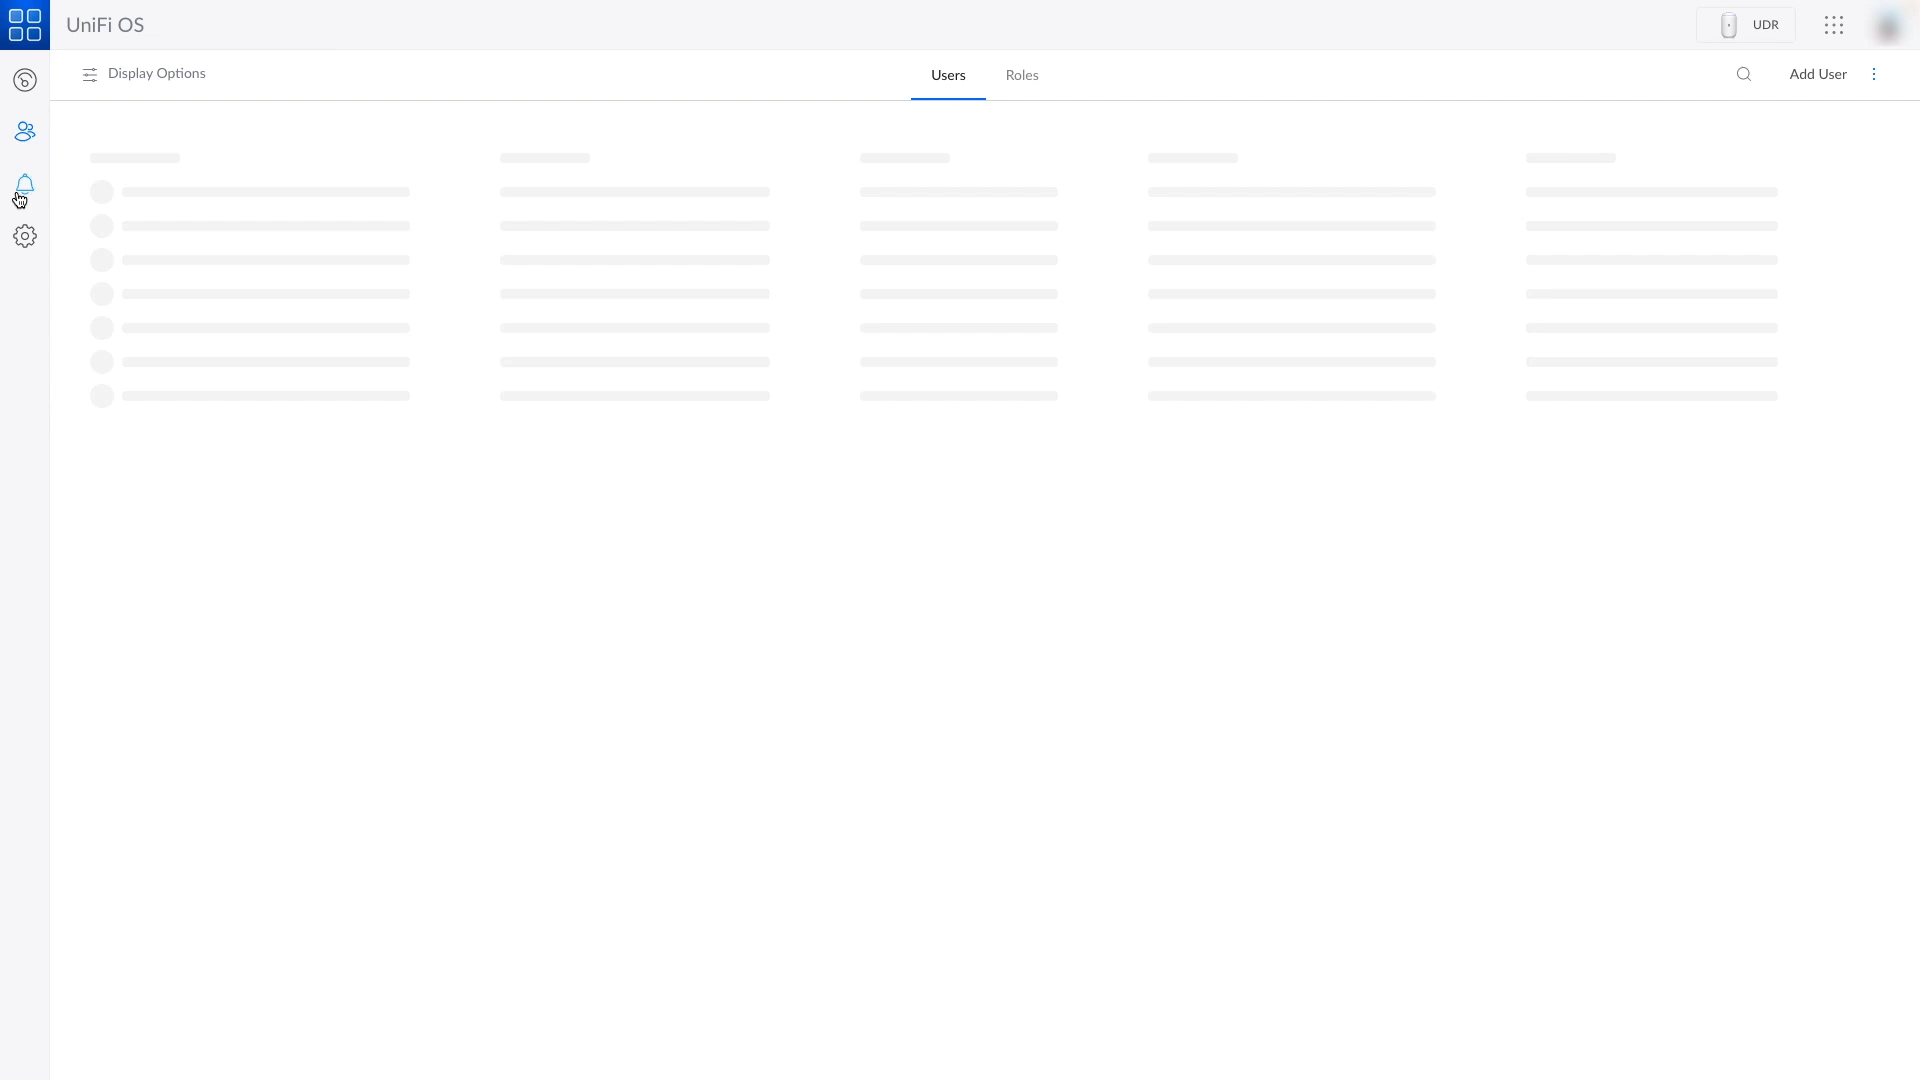 UniFi OS
UDR
Display Options
Users
Roles
Add User